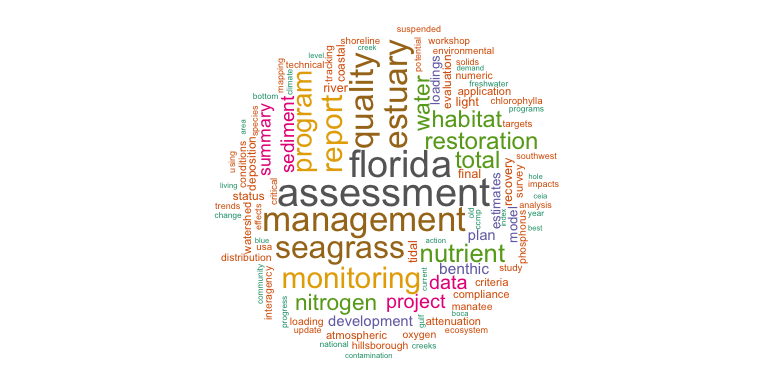 suspended
shoreline
workshop
creek
environmental
level
tracking
coastal
quality
estuary
potential
loadings
evaluation
solids
demand
numeric
technical
mapping
climate
program
report
river
water
freshwater
application
light
chlorophylla
programs
bottom
summary
sediment
habitat
targets
restoration
area
species
deposition
conditions
using
florida
total
southwest
final
recovery
survey
hole
impacts
living
status
critical
assessment
estimates
ceia
trends
change
watershed
effects
management
old
ccmp
index
model
analysis
year
best
phosphorus
blue
usa
seagrass
tidal
action
plan
nutrient
distribution
community
interagency
monitoring
current
benthic
study
data
criteria
compliance
progress
nitrogen
project
manatee
boca
loading
development
gulf
attenuation
update
atmospheric
oxygen
ecosystem
national
hillsborough
creeks
contamination